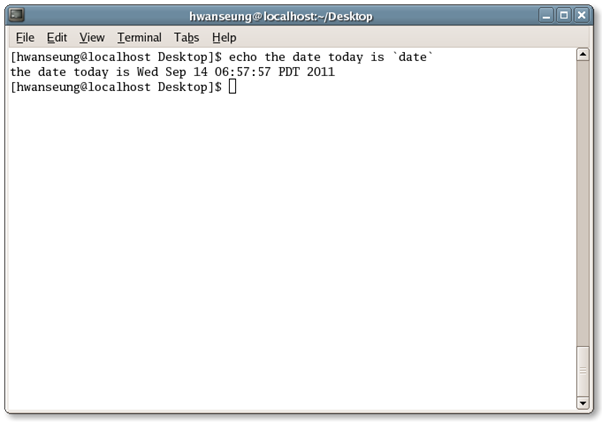 hwanseung@localhost:~/Desktop
File Edit View Terminal Tabs Help
[hwanseung@localhost Desktop]$ echo the date today is `date`
the date today is Wed Sep 14 06:57:57 PDT 2011
[hwanseung@localhost Desktop]$